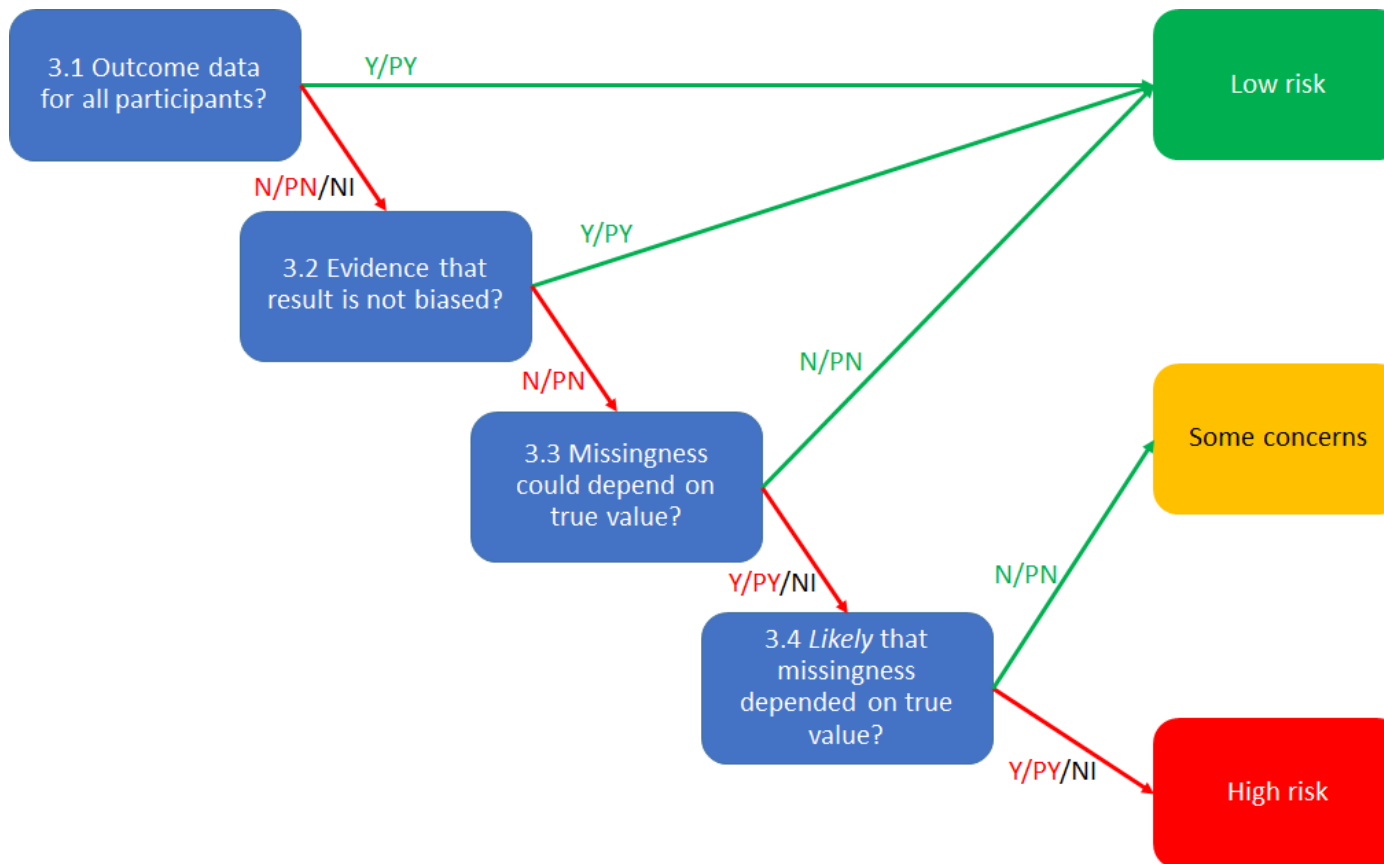 3.1 Outcome data
for all participants?
Y/PY
Low risk
N/PN/NI
3.2 Evidence that
result is not biased?
Y/PY
N/PN
N/PN
3.3 Missingness
could depend on
true value?
Some concerns
Y/PY/NI
N/PN
3.4 Likely that
missingness
depended on true
value?
Y/PY/NI
High risk